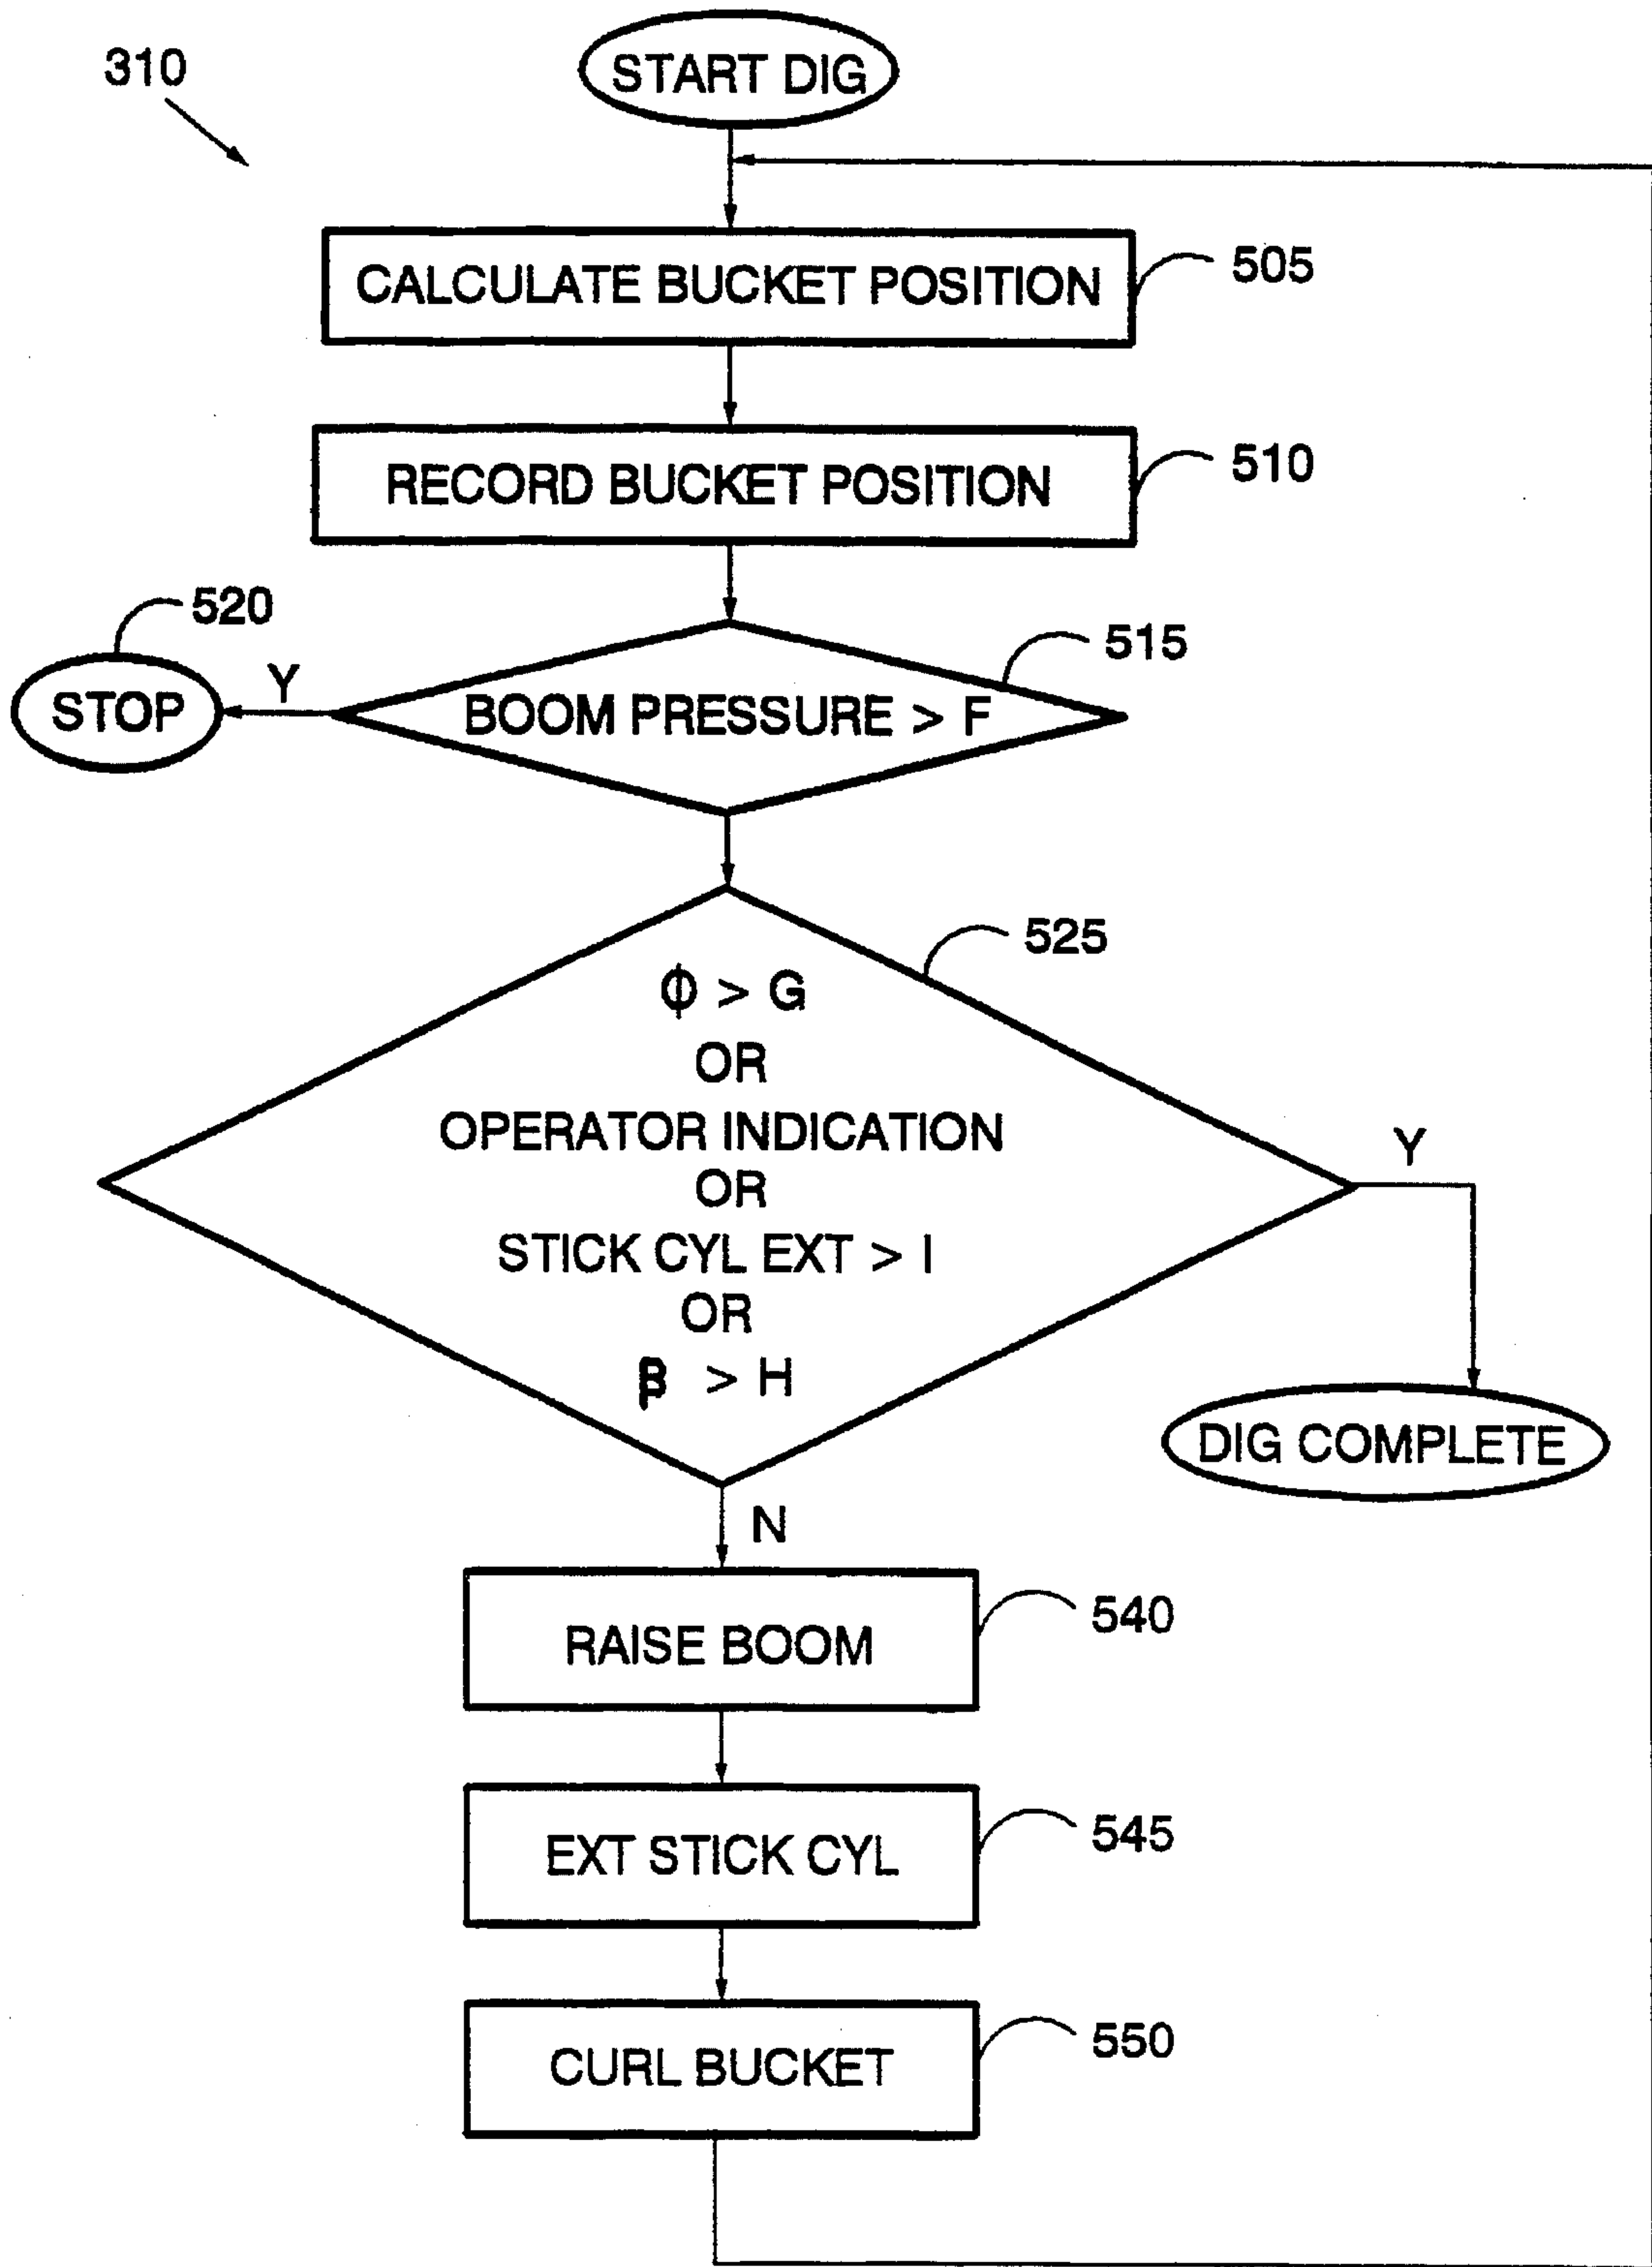 310
START DIG
CALCULATE BUCKET POSITION
505
RECORD BUCKET POSITION
510
520
515
STOP
Y
BOOM PRESSURE > F
525
Φ > G
OR
OPERATOR INDICATION
OR
STICK CYL EXT > I
OR
β > H
Y
DIG COMPLETE
N
RAISE BOOM
540
EXT STICK CYL
545
CURL BUCKET
550